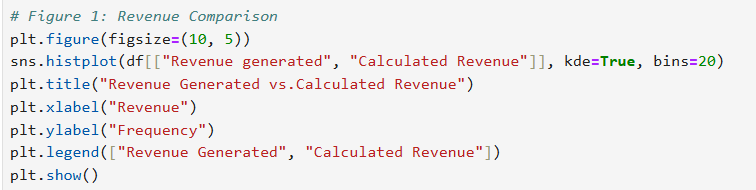 # Figure 1: Revenue Comparison
plt.figure(figsize=(10, 5))
sns.histplot(df[["Revenue generated", "Calculated Revenue"]], kde=True, bins=20)
plt.title("Revenue Generated vs.Calculated Revenue")
plt.xlabel("Revenue")
plt.ylabel("Frequency")
plt.legend(["Revenue Generated", "Calculated Revenue"])
plt.show()